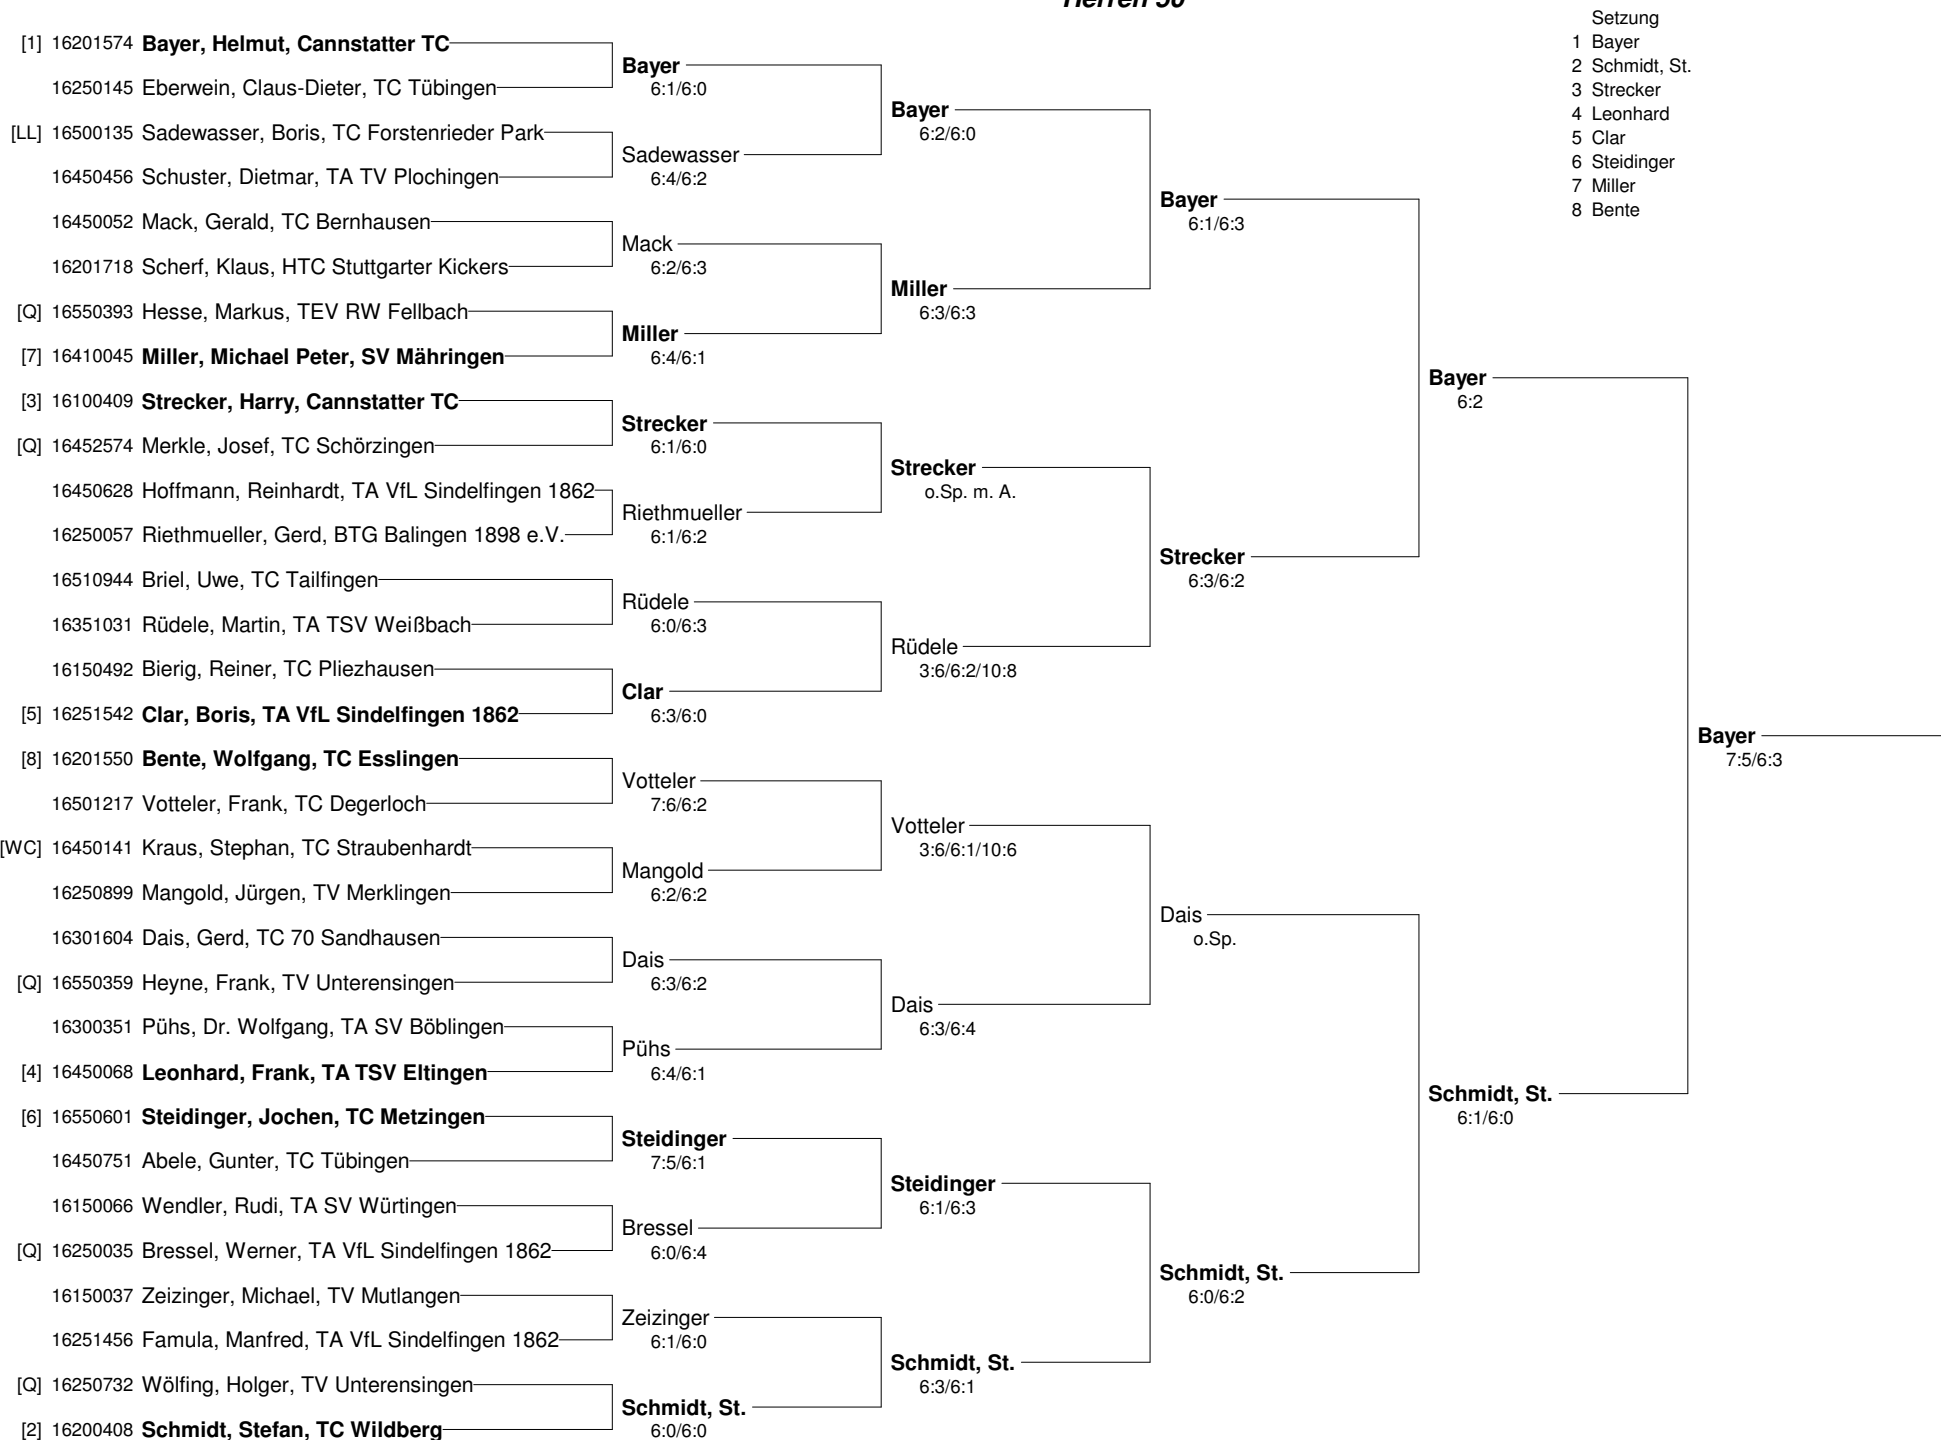 Herren 50
Setzung
1 Bayer
2 Schmidt, St.
3 Strecker
4 Leonhard
5 Clar
6 Steidinger
7 Miller
8 Bente
[1] 16201574 Bayer, Helmut, Cannstatter TC
16250145 Eberwein, Claus-Dieter, TC Tübingen
[LL] 16500135 Sadewasser, Boris, TC Forstenrieder Park
16450456 Schuster, Dietmar, TA TV Plochingen
16450052 Mack, Gerald, TC Bernhausen
16201718 Scherf, Klaus, HTC Stuttgarter Kickers
[Q] 16550393 Hesse, Markus, TEV RW Fellbach
[7] 16410045 Miller, Michael Peter, SV Mähringen
[3] 16100409 Strecker, Harry, Cannstatter TC
[Q] 16452574 Merkle, Josef, TC Schörzingen
16450628 Hoffmann, Reinhardt, TA VfL Sindelfingen 1862
16250057 Riethmueller, Gerd, BTG Balingen 1898 e.V.
16510944 Briel, Uwe, TC Tailfingen
16351031 Rüdele, Martin, TA TSV Weißbach
16150492 Bierig, Reiner, TC Pliezhausen
[5] 16251542 Clar, Boris, TA VfL Sindelfingen 1862
[8] 16201550 Bente, Wolfgang, TC Esslingen
16501217 Votteler, Frank, TC Degerloch
[WC] 16450141 Kraus, Stephan, TC Straubenhardt
16250899 Mangold, Jürgen, TV Merklingen
16301604 Dais, Gerd, TC 70 Sandhausen
[Q] 16550359 Heyne, Frank, TV Unterensingen
16300351 Pühs, Dr. Wolfgang, TA SV Böblingen
[4] 16450068 Leonhard, Frank, TA TSV Eltingen
[6] 16550601 Steidinger, Jochen, TC Metzingen
16450751 Abele, Gunter, TC Tübingen
16150066 Wendler, Rudi, TA SV Würtingen
[Q] 16250035 Bressel, Werner, TA VfL Sindelfingen 1862
16150037 Zeizinger, Michael, TV Mutlangen
16251456 Famula, Manfred, TA VfL Sindelfingen 1862
[Q] 16250732 Wölfing, Holger, TV Unterensingen
[2] 16200408 Schmidt, Stefan, TC Wildberg
Bayer
6:1/6:0
Sadewasser
6:4/6:2
Mack
6:2/6:3
Miller
6:4/6:1
Strecker
6:1/6:0
Riethmueller
6:1/6:2
Rüdele
6:0/6:3
Clar
6:3/6:0
Votteler
7:6/6:2
Mangold
6:2/6:2
Dais
6:3/6:2
Pühs
6:4/6:1
Steidinger
7:5/6:1
Bressel
6:0/6:4
Zeizinger
6:1/6:0
Schmidt, St.
6:0/6:0
Bayer
6:2/6:0
Miller
6:3/6:3
Strecker
o.Sp. m. A.
Rüdele
3:6/6:2/10:8
Votteler
3:6/6:1/10:6
Dais
6:3/6:4
Steidinger
6:1/6:3
Schmidt, St.
6:3/6:1
Bayer
6:1/6:3
Strecker
6:3/6:2
Dais
o.Sp.
Schmidt, St.
6:0/6:2
Bayer
6:2
Schmidt, St.
6:1/6:0
Bayer
7:5/6:3